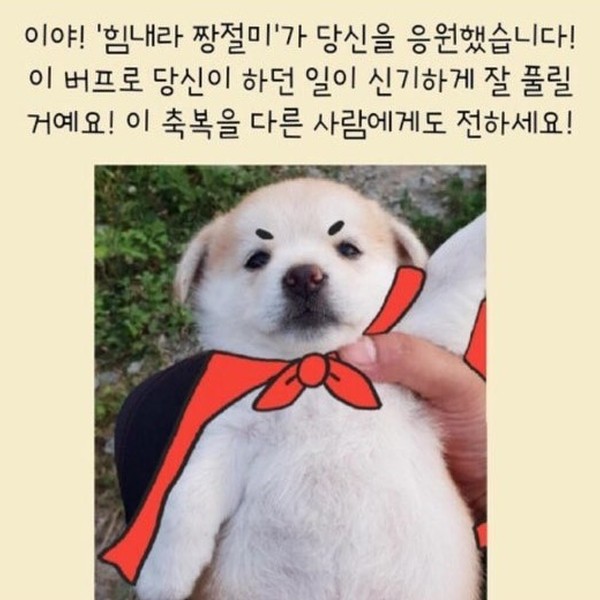 이야! '힘내라 짱절미'가 당신을 응원했습니다!
이 버프로 당신이 하던 일이 신기하게 잘 풀릴
거예요! 이 축복을 다른 사람에게도 전하세요!